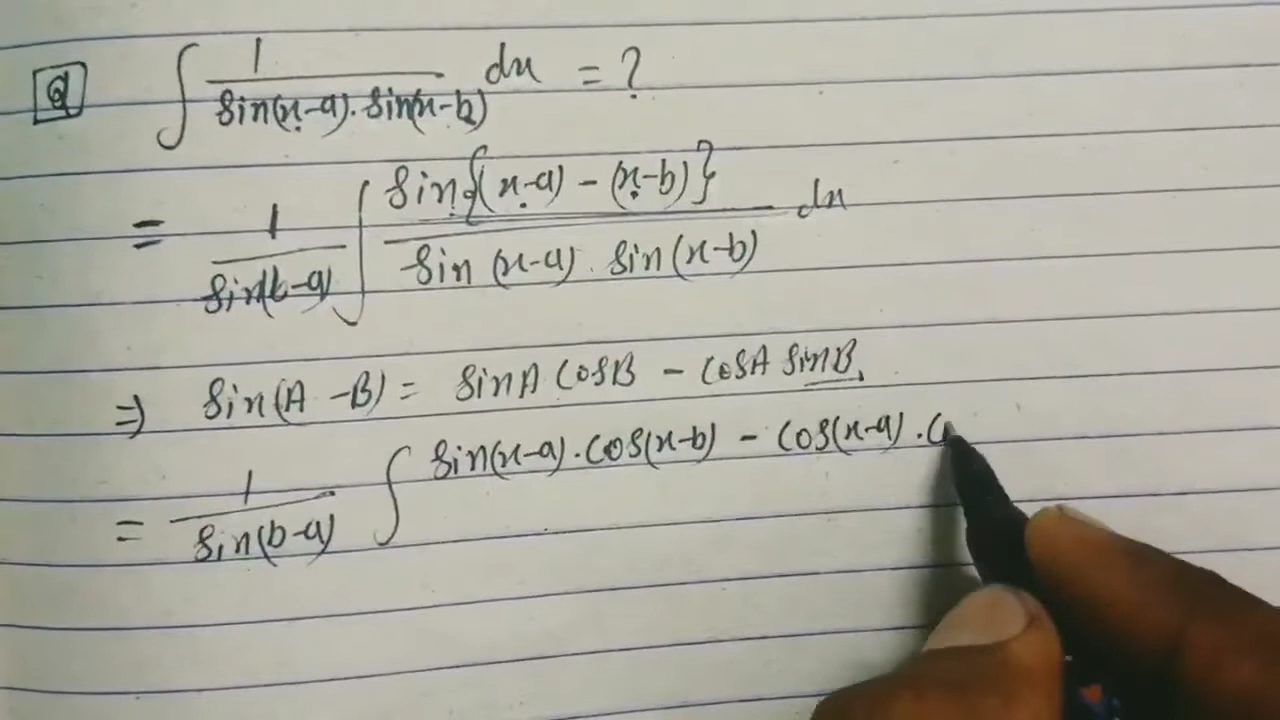 Q ∫ 1/(sin(x-a).sin(x-b)) dx = ?
= 1/(sin(b-a)) ∫ sin{(x-a) - (x-b)}/(sin (x-a). sin(x-b)) dx
⇒ sin(A-B) = sinA cosB - cosA sinB.
= 1/(sin(b-a)) ∫ sin(x-a).cos(x-b) - cos(x-a).